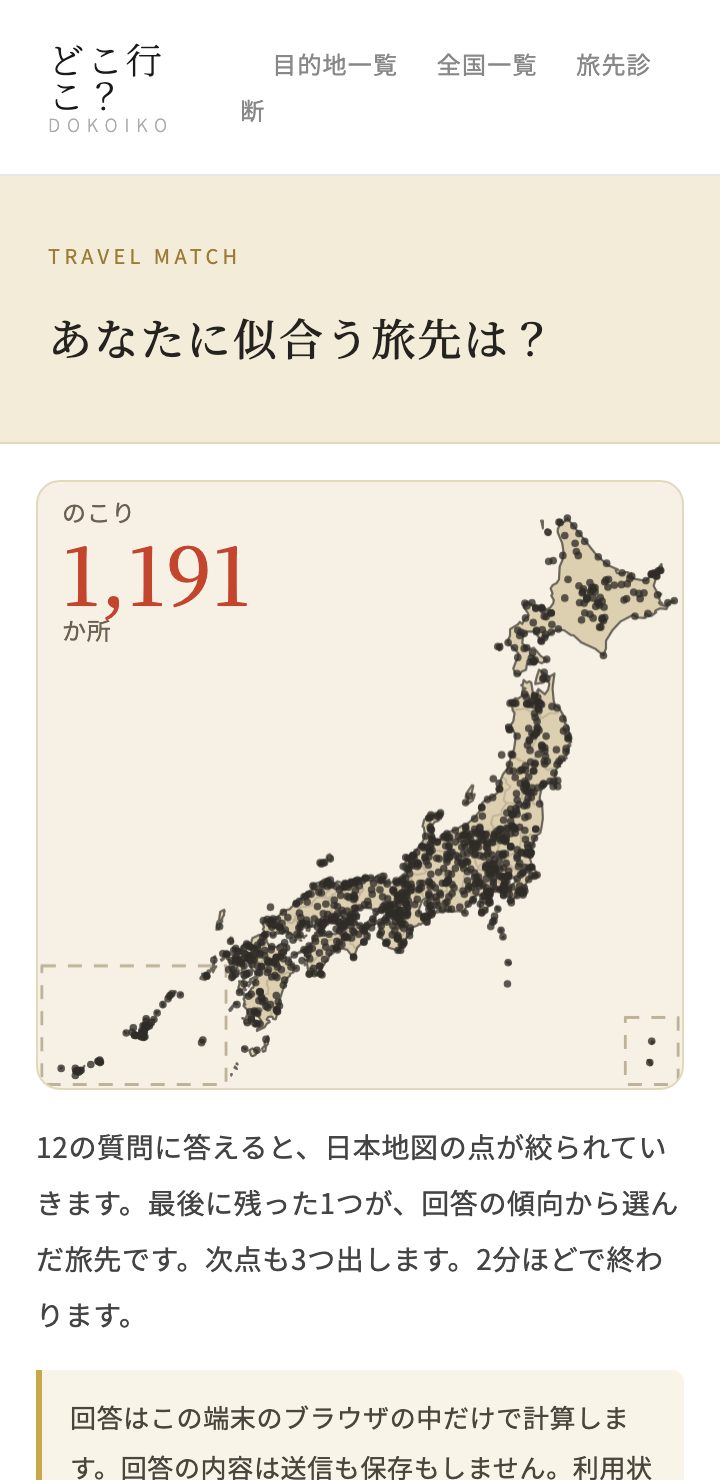 どこ行
こ？
DOKOIKO
目的地一覧 全国一覧 旅先診
断
TRAVEL MATCH
あなたに似合う旅先は？
のこり
1,191
か所
12の質問に答えると、日本地図の点が絞られてい
きます。最後に残った1つが、回答の傾向から選ん
だ旅先です。次点も3つ出します。2分ほどで終わ
ります。
回答はこの端末のブラウザの中だけで計算しま
す。回答の内容は送信も保存もしません。利用状